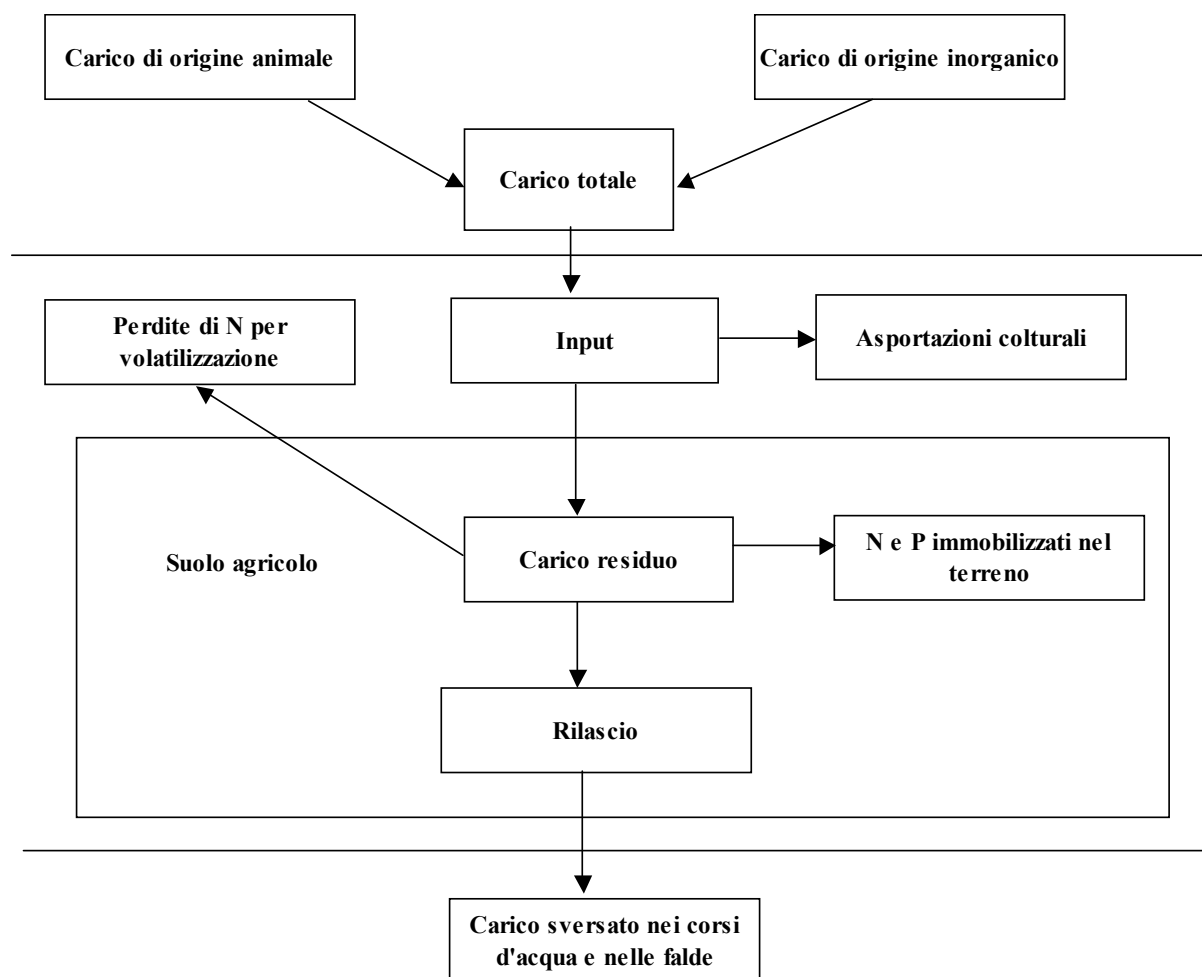 Carico di origine animale
Carico di origine inorganico
Carico totale
Perdite di N per
volatilizzazione
Input
Asportazioni colturali
Suolo agricolo
Carico residuo
N e P immobilizzati nel
terreno
Rilascio
Carico sversato nei corsi
d'acqua e nelle falde